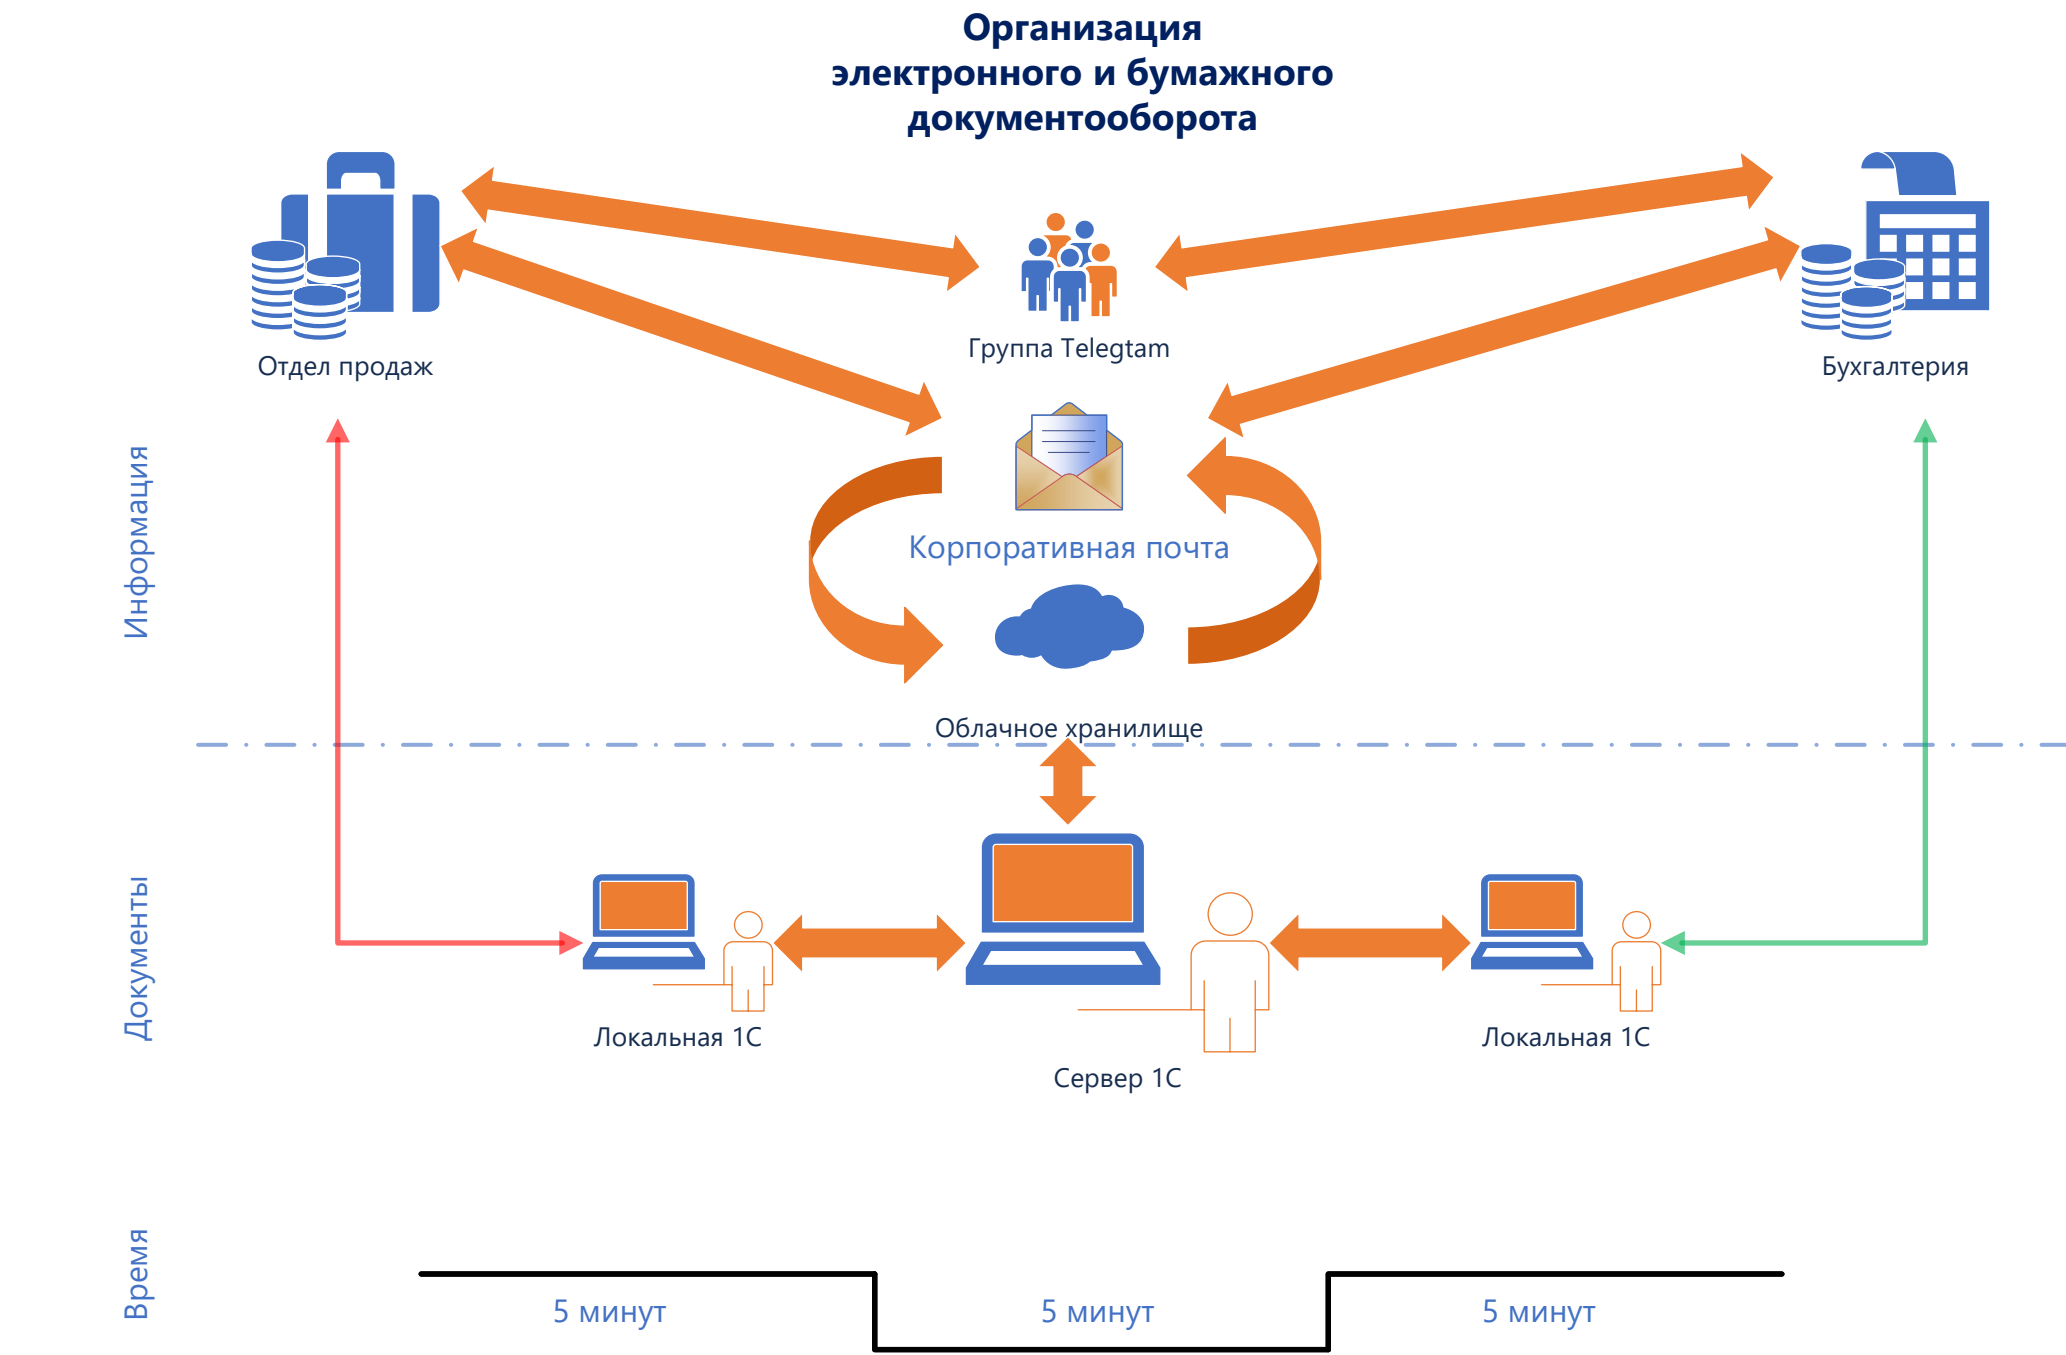 Организация
электронного и бумажного
документооборота
Отдел продаж
Группа Telegtam
Бухгалтерия
Информация
Корпоративная почта
Облачное хранилище
Документы
Локальная 1С
Сервер 1С
Локальная 1С
Время
5 минут
5 минут
5 минут